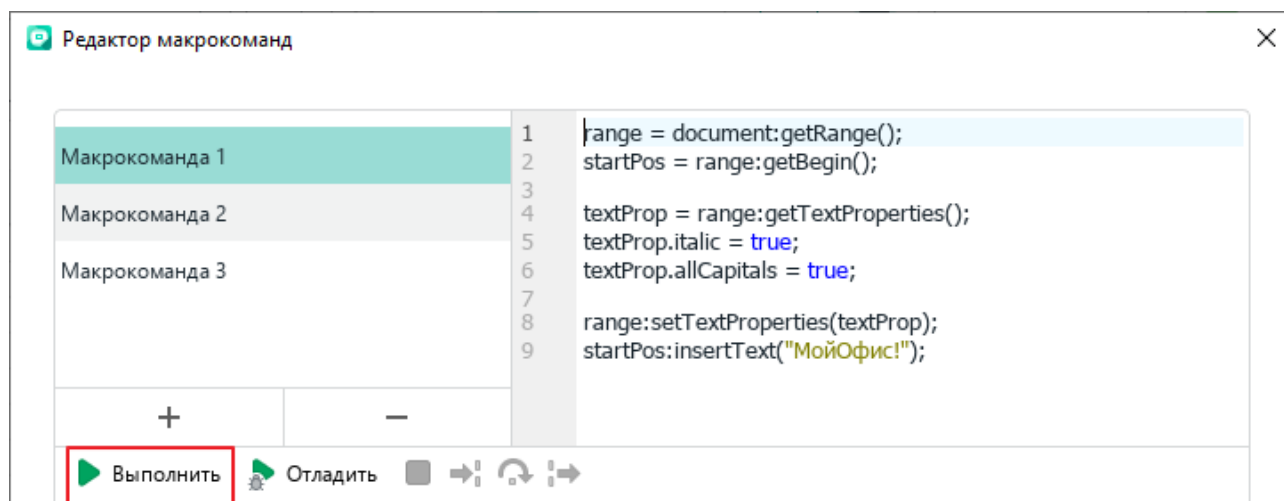 Редактор макрокоманд
Макрокоманда 1
Макрокоманда 2
Макрокоманда 3
1 range = document:getRange();
2 startPos = range:getBegin();
3
4 textProp = range:getTextProperties();
5 textProp.italic = true;
6 textProp.allCapitals = true;
7
8 range:setTextProperties(textProp);
9 startPos:insertText("МойОфис!");
+ −
Выполнить Отладить